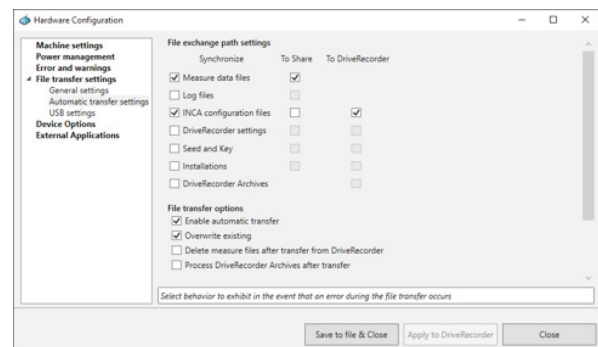 Hardware Configuration
Machine settings
Power management
Error and warnings
File transfer settings
General settings
Automatic transfer settings
USB settings
Device Options
External Applications
File exchange path settings
Synchronize To Share To DriveRecorder
Measure data files
Log files
INCA configuration files
DriveRecorder settings
Seed and Key
Installations
DriveRecorder Archives
File transfer options
Enable automatic transfer
Overwrite existing
Delete measure files after transfer from DriveRecorder
Process DriveRecorder Archives after transfer
Select behavior to exhibit in the event that an error during the file transfer occurs
Save to file & Close Apply to DriveRecorder Close